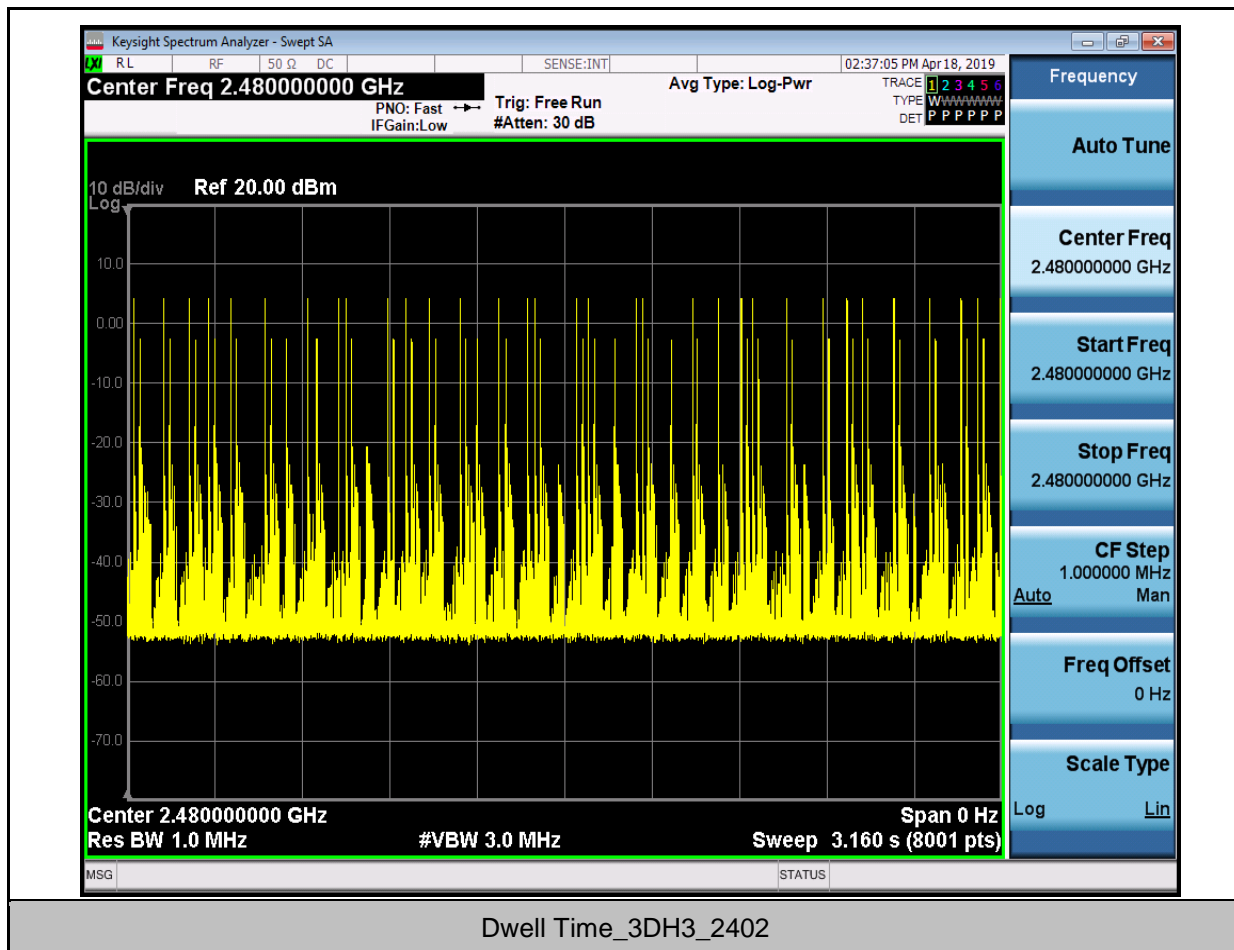 Keysight Spectrum Analyzer - Swept SA
LXI RL RF 50 Ω DC SENSE:INT 02:37:05 PM Apr 18, 2019
Center Freq 2.480000000 GHz
PNO: Fast
IFGain:Low
Trig: Free Run
#Atten: 30 dB
Avg Type: Log-Pwr
TRACE 1 2 3 4 5 6
TYPE WWWWWW
DET P P P P P P
10 dB/div
Log
Ref 20.00 dBm
10.0
0.00
-10.0
-20.0
-30.0
-40.0
-50.0
-60.0
-70.0
Center 2.480000000 GHz
Span 0 Hz
Res BW 1.0 MHz
#VBW 3.0 MHz
Sweep 3.160 s (8001 pts)
MSG
STATUS
Frequency
Auto Tune
Center Freq
2.480000000 GHz
Start Freq
2.480000000 GHz
Stop Freq
2.480000000 GHz
CF Step
1.000000 MHz
Auto Man
Freq Offset
0 Hz
Scale Type
Log Lin
Dwell Time_3DH3_2402